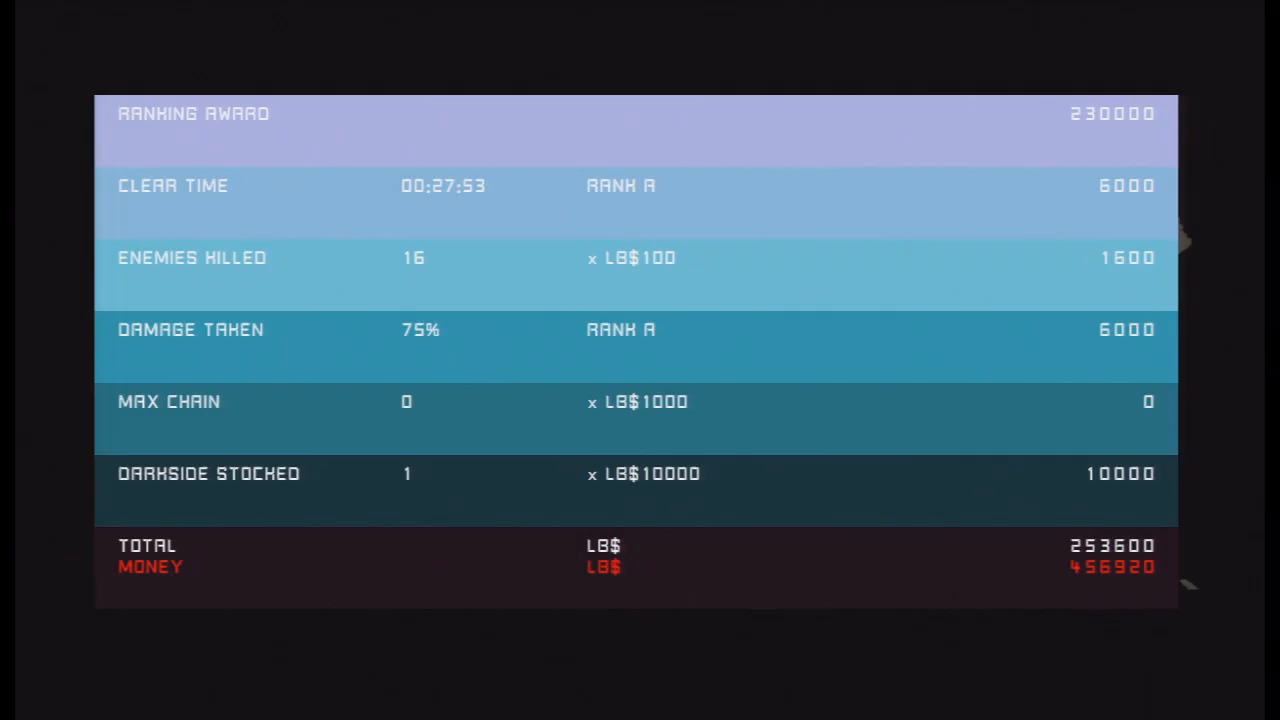 RANKING AWARD 230000
CLEAR TIME 00:27:53 RANK A 6000
ENEMIES KILLED 16 x LB$100 1600
DAMAGE TAKEN 75% RANK A 6000
MAX CHAIN 0 x LB$1000 0
DARKSIDE STOCKED 1 x LB$10000 10000
TOTAL LB$ 253600
MONEY LB$ 456920